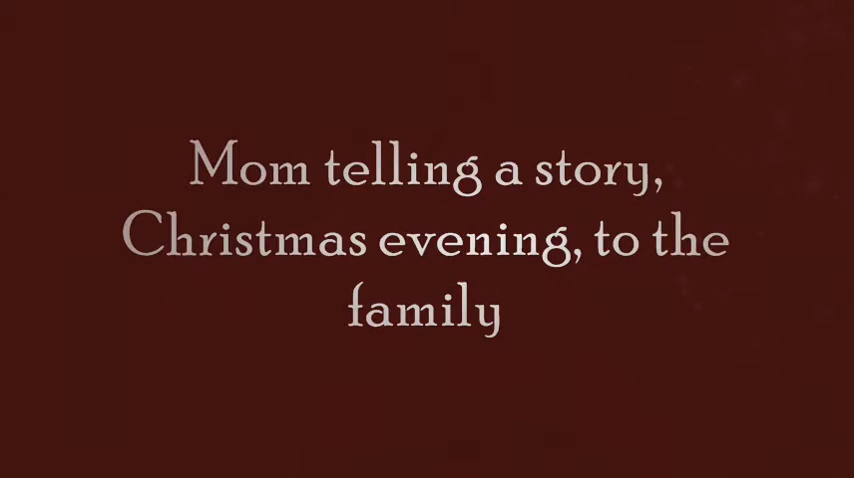 Mom telling a story,
Christmas evening, to the
family